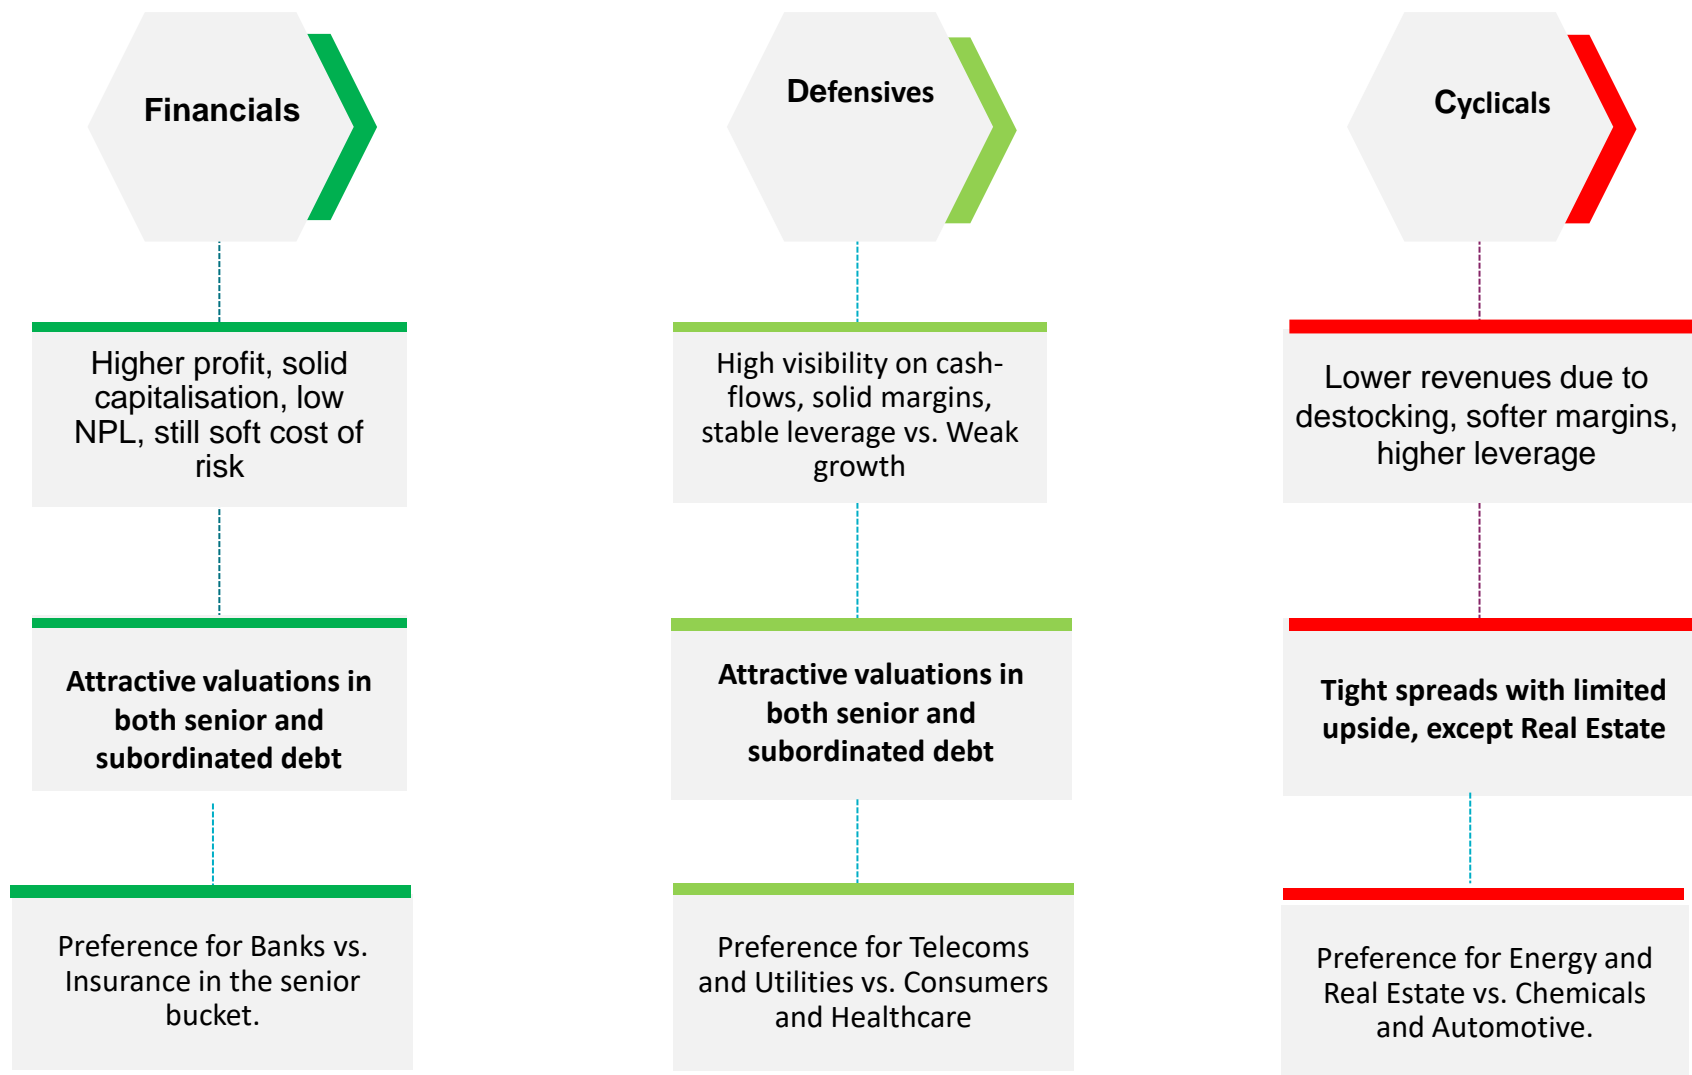 Financials
Higher profit, solid
capitalisation, low
NPL, still soft cost of
risk
Attractive valuations in
both senior and
subordinated debt
Preference for Banks vs.
Insurance in the senior
bucket.
Defensives
High visibility on cash-
flows, solid margins,
stable leverage vs. Weak
growth
Attractive valuations in
both senior and
subordinated debt
Preference for Telecoms
and Utilities vs. Consumers
and Healthcare
Cyclicals
Lower revenues due to
destocking, softer margins,
higher leverage
Tight spreads with limited
upside, except Real Estate
Preference for Energy and
Real Estate vs. Chemicals
and Automotive.